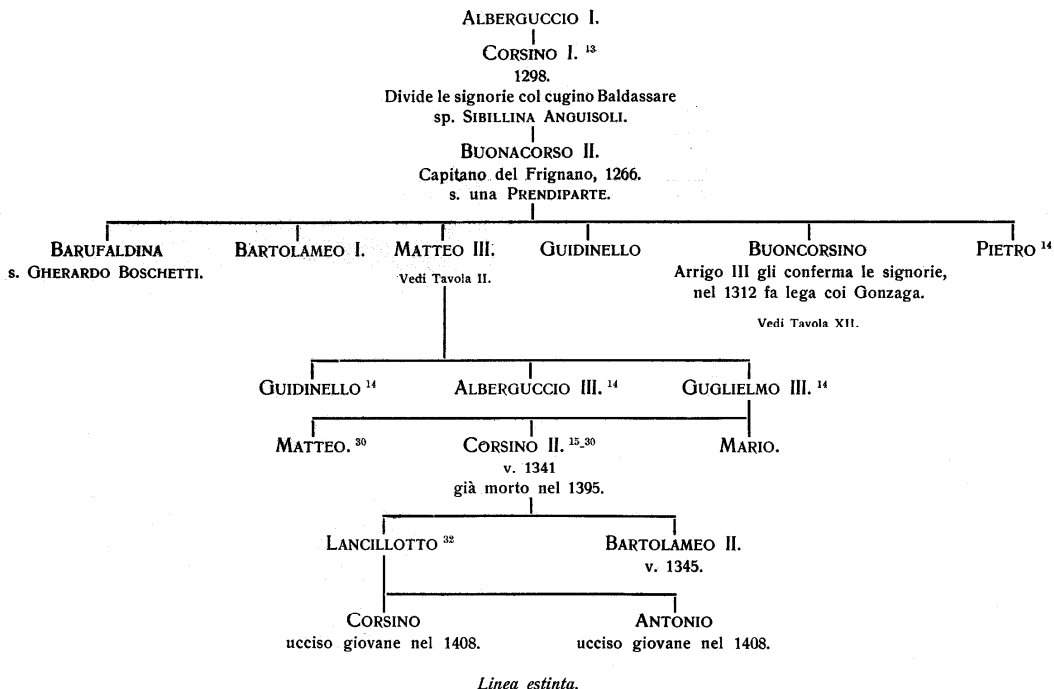 ALBERGUCCIO I.
CORSINO I. 13
1298.
Divide le signorie col cugino Baldassare
sp. SIBILLINA ANGUISOLI.
BUONACORSO II.
Capitano del Frignano, 1266.
s. una PRENDIPARTE.
BARUFALDINA BARTOLAMEO I. MATTEO III. GUIDINELLO BUONCORSINO PIETRO 14
s. GHERARDO BOSCHETTI. Vedi Tavola II. Arrigo III gli conferma le signorie,
nel 1312 fa lega coi Gonzaga.
Vedi Tavola XII.
GUIDINELLO 14 ALBERGUCCIO III. 14 GUGLIELMO III. 14
MATTEO. 30 CORSINO II. 15-30 MARIO.
v. 1341
già morto nel 1395.
LANCILLOTTO 32 BARTOLAMEO II.
v. 1345.
CORSINO ANTONIO
ucciso giovane nel 1408. ucciso giovane nel 1408.
Linea estinta.